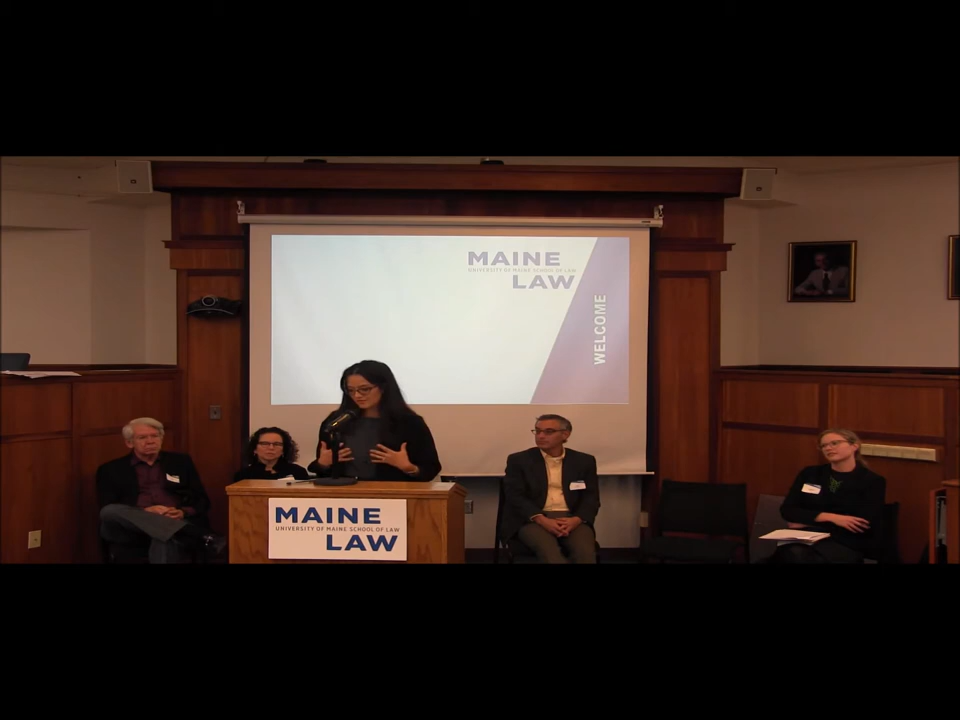 MAINE
UNIVERSITY OF MAINE SCHOOL OF LAW
LAW
WELCOME
MAINE
UNIVERSITY OF MAINE SCHOOL OF LAW
LAW